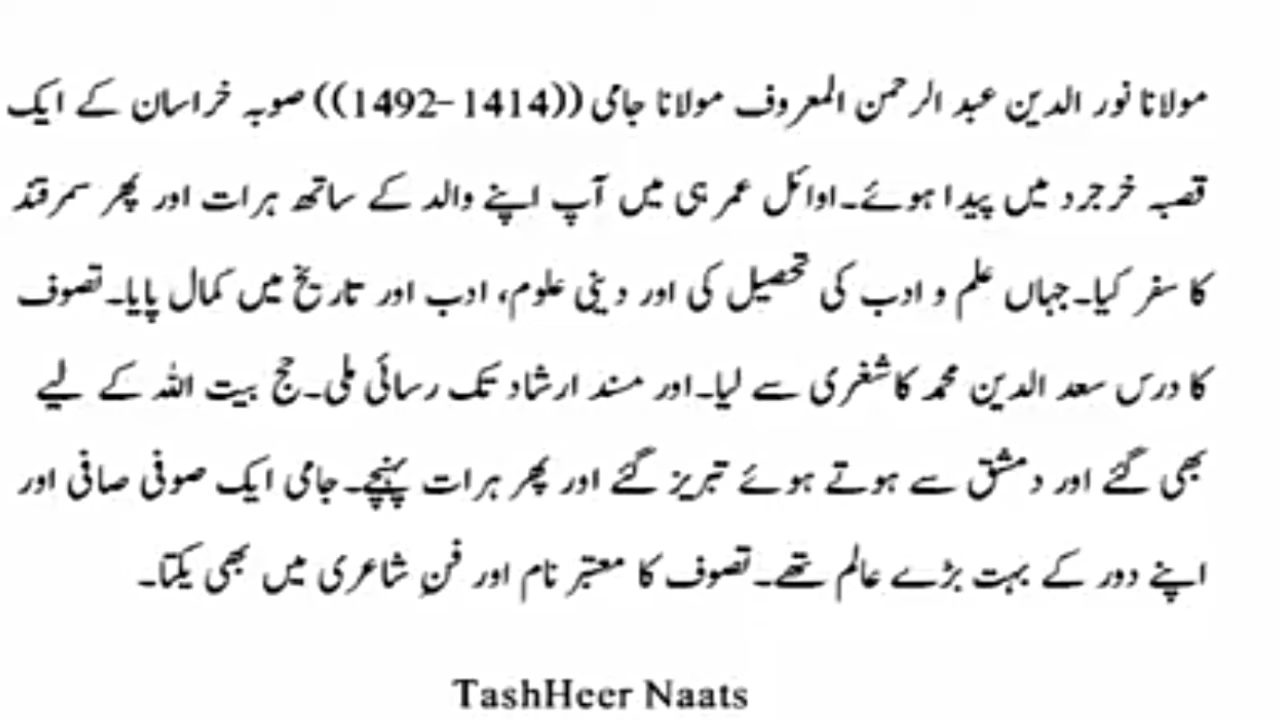 مولانا نور الدین عبد الرحمن المعروف مولانا جامی ((1414-1492)) صوبہ خراسان کے ایک
قصبہ خرجرد میں پیدا ہوئے۔اوائل عمر ہی میں آپ اپنے والد کے ساتھ ہرات اور پھر سمرقند
کا سفر کیا۔جہاں علم و ادب کی تحصیل کی اور دینی علوم، ادب اور تاریخ میں کمال پایا۔تصوف
کا درس سعد الدین محمد کاشغری سے لیا۔اور مسند ارشاد تک رسائی ملی۔حج بیت اللہ کے لیے
بھی گئے اور دمشق سے ہوتے ہوئے تبریز گئے اور پھر ہرات پہنچے۔جامی ایک صوفی صافی اور
اپنے دور کے بہت بڑے عالم تھے۔تصوف کا معتبر نام اور فنِ شاعری میں بھی یکتا۔
TashHeer Naats